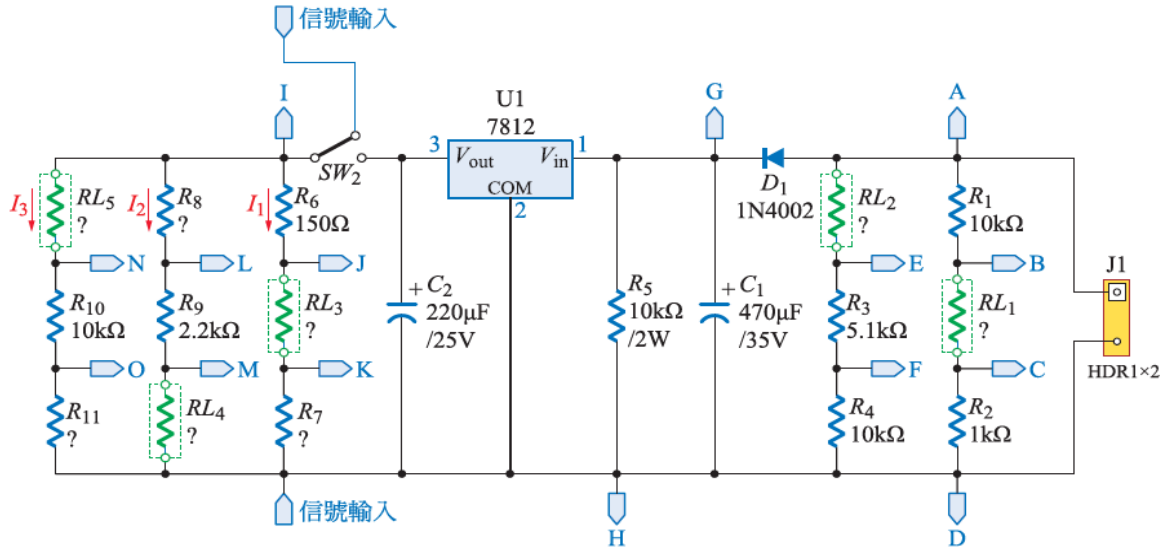 信號輸入
I
G
A
U1
7812
3
1
Vout
Vin
COM
2
SW2
D1
1N4002
I3
RL5
?
I2
R8
?
I1
R6
150Ω
RL2
?
R1
10kΩ
N
L
J
E
B
J1
R10
10kΩ
R9
2.2kΩ
RL3
?
+
C2
220μF
/25V
R5
10kΩ
/2W
+
C1
470μF
/35V
R3
5.1kΩ
RL1
?
O
M
K
F
C
HDR1×2
R11
?
RL4
?
R7
?
R4
10kΩ
R2
1kΩ
信號輸入
H
D